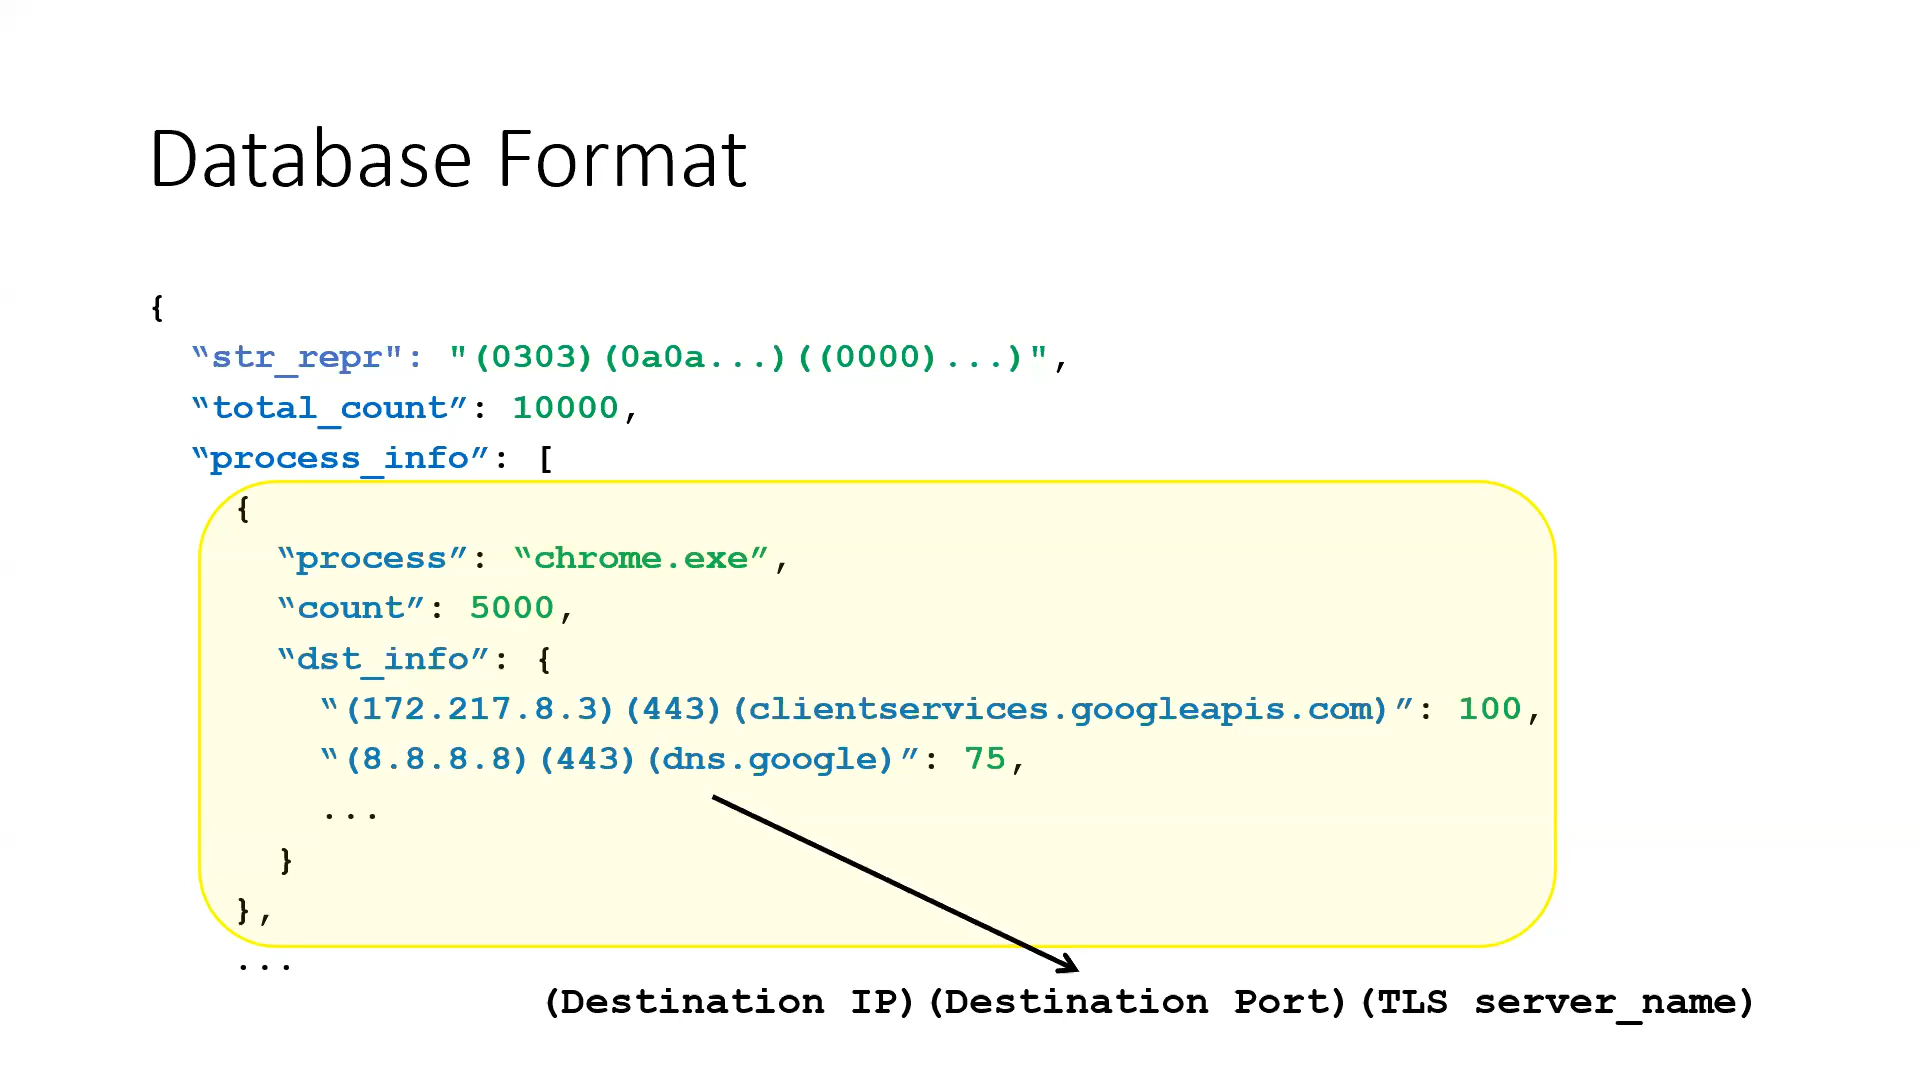 Database Format
{
“str_repr": "(0303)(0a0a...)((0000)...)",
“total_count”: 10000,
“process_info”: [
{
“process”: “chrome.exe”,
“count”: 5000,
“dst_info”: {
“(172.217.8.3)(443)(clientservices.googleapis.com)”: 100,
“(8.8.8.8)(443)(dns.google)”: 75,
...
}
},
...
(Destination IP)(Destination Port)(TLS server_name)